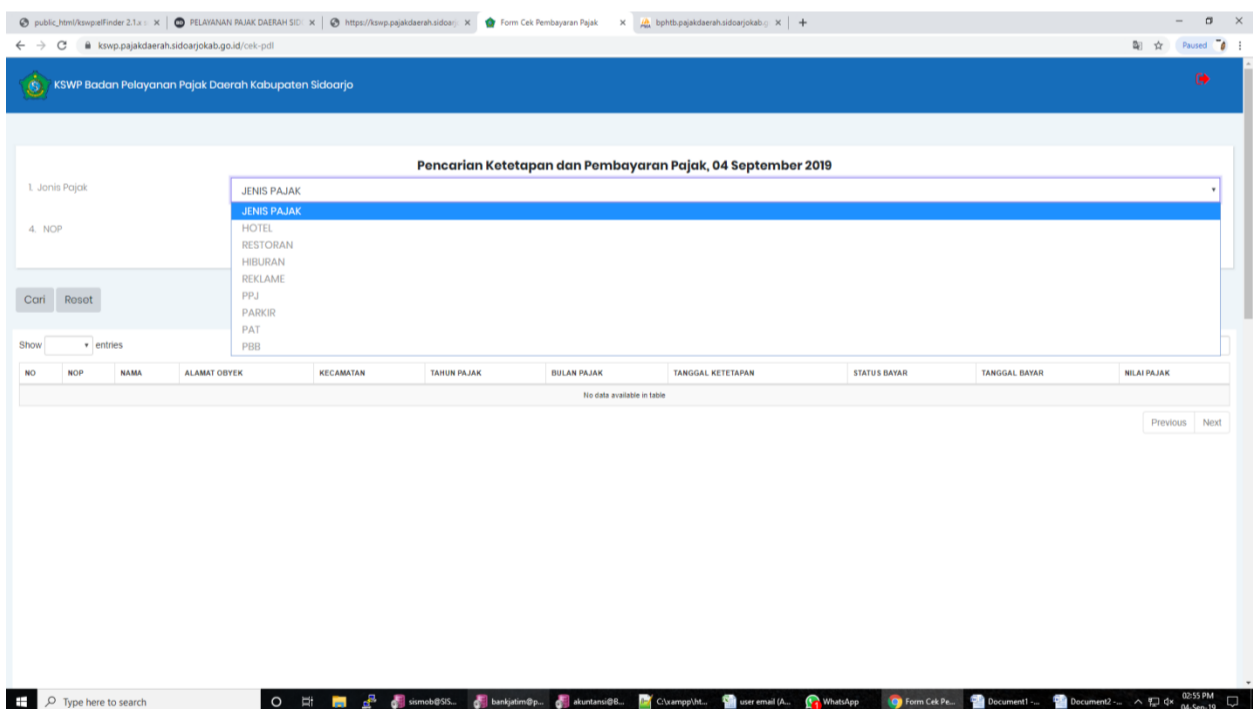 public_html/kswp:elFinder 2.1.x
PELAYANAN PAJAK DAERAH SID
https://kswp.pajakdaerah.sidoarj
Form Cek Pembayaran Pajak
bphtb.pajakdaerah.sidoarjokab.g
kswp.pajakdaerah.sidoarjokab.go.id/cek-pdl
Paused
KSWP Badan Pelayanan Pajak Daerah Kabupaten Sidoarjo
Pencarian Ketetapan dan Pembayaran Pajak, 04 September 2019
1. Jenis Pajak
JENIS PAJAK
JENIS PAJAK
4. NOP
HOTEL
RESTORAN
HIBURAN
REKLAME
PPJ
PARKIR
PAT
PBB
Cari Reset
Show entries
NO NOP NAMA ALAMAT OBYEK KECAMATAN TAHUN PAJAK BULAN PAJAK TANGGAL KETETAPAN STATUS BAYAR TANGGAL BAYAR NILAI PAJAK
No data available in table
Previous Next
Type here to search
sismob@SIS...
bankjatim@p...
akuntansi@B...
C:\xampp\ht...
user email (A...
WhatsApp
Form Cek Pe...
Document1 -...
Document2 -...
02:55 PM
04-Sep-19